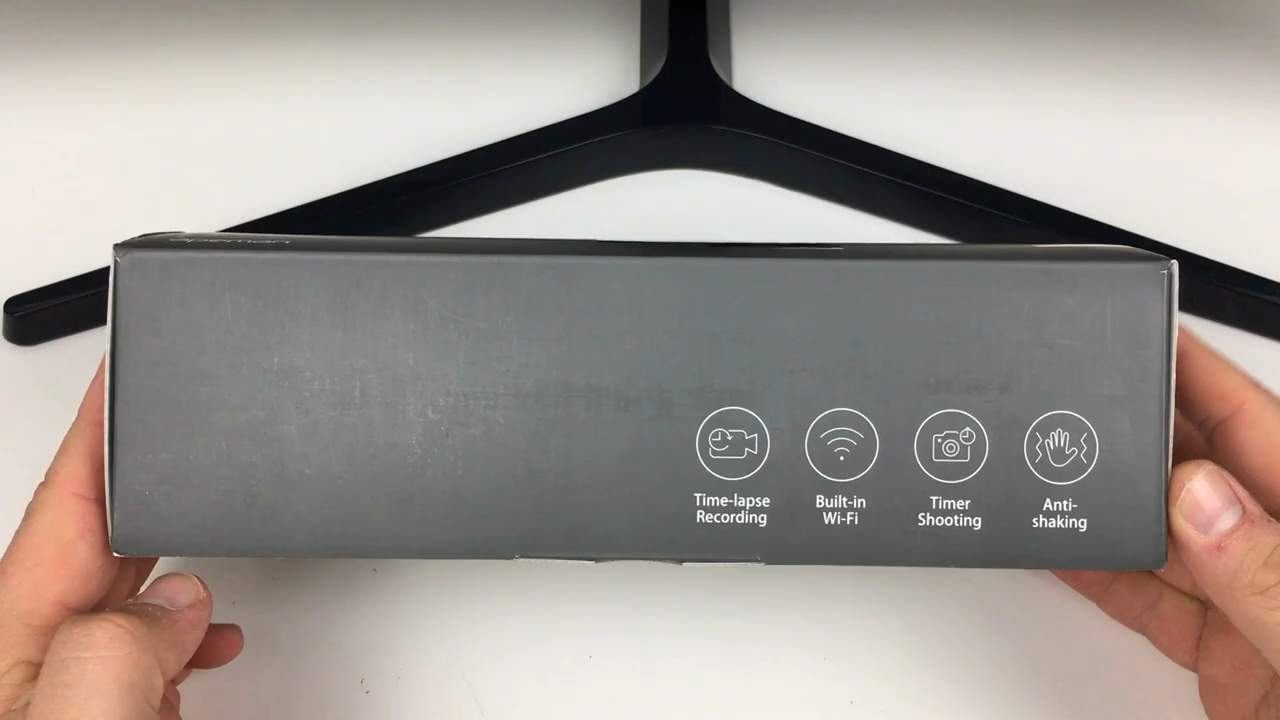 Time-lapse
Recording
Built-in
Wi-Fi
Timer
Shooting
Anti-
shaking